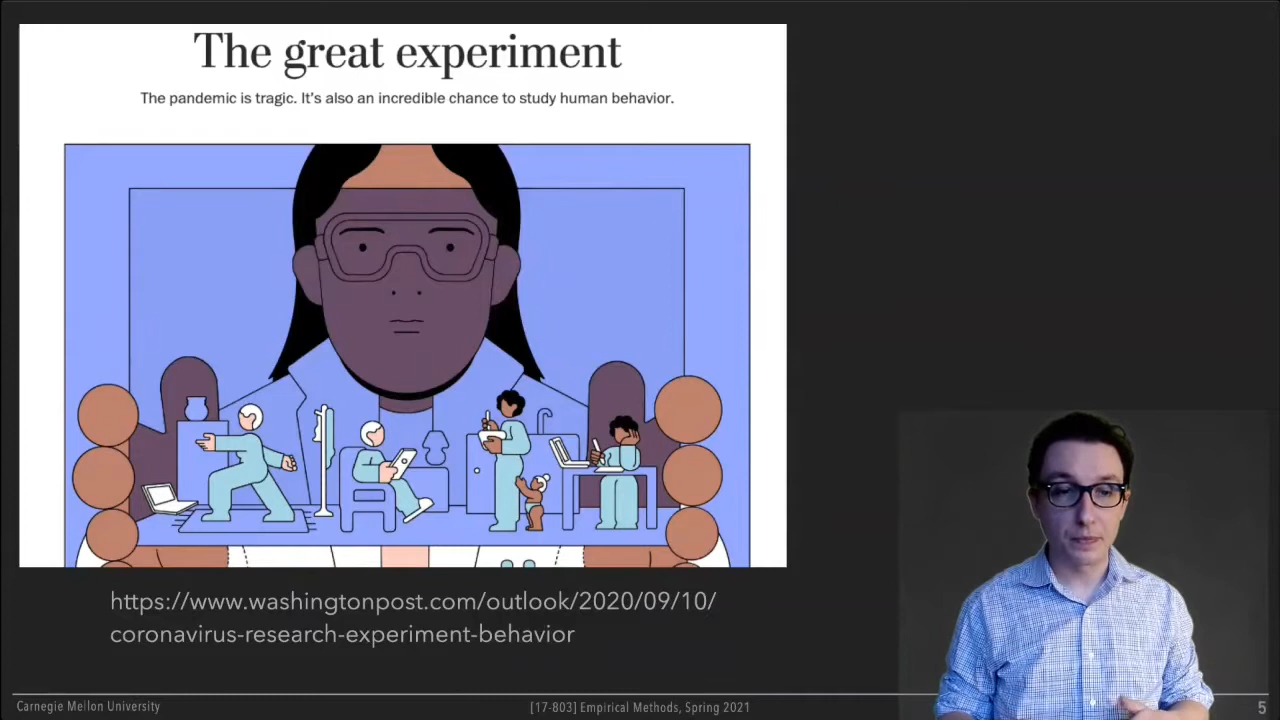 The great experiment
The pandemic is tragic. It's also an incredible chance to study human behavior.
https://www.washingtonpost.com/outlook/2020/09/10/
coronavirus-research-experiment-behavior
Carnegie Mellon University
[17-803] Empirical Methods, Spring 2021
5